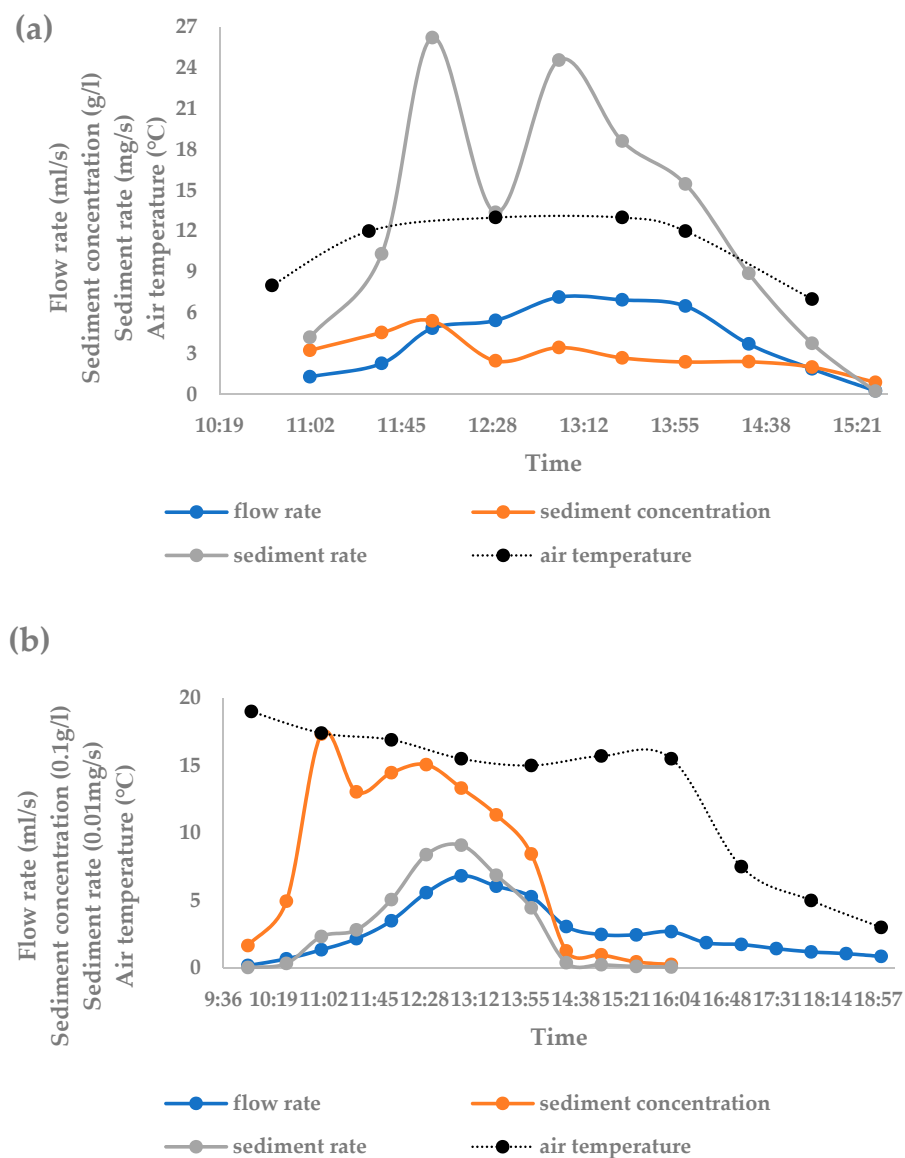 (a)
Flow rate (ml/s)
Sediment concentration (g/l)
Sediment rate (mg/s)
Air temperature (°C)
27
24
21
18
15
12
9
6
3
0
10:19 11:02 11:45 12:28 13:12 13:55 14:38 15:21
Time
flow rate sediment concentration
sediment rate air temperature
(b)
Flow rate (ml/s)
Sediment concentration (0.1g/l)
Sediment rate (0.01mg/s)
Air temperature (°C)
20
15
10
5
0
9:36 10:19 11:02 11:45 12:28 13:12 13:55 14:38 15:21 16:04 16:48 17:31 18:14 18:57
Time
flow rate sediment concentration
sediment rate air temperature